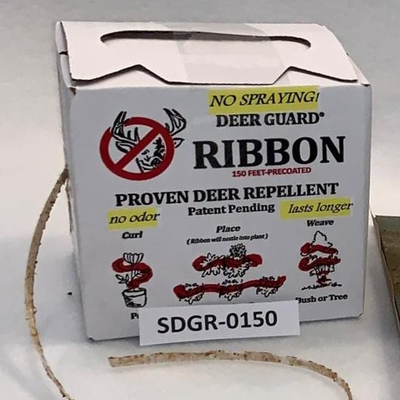 NO SPRAYING!
DEER GUARD®
RIBBON
150 FEET-PRECOATED
PROVEN DEER REPELLENT
no odor Patent Pending lasts longer
Curl Place Weave
(Ribbon will nestle into plant)
Bush or Tree
SDGR-0150